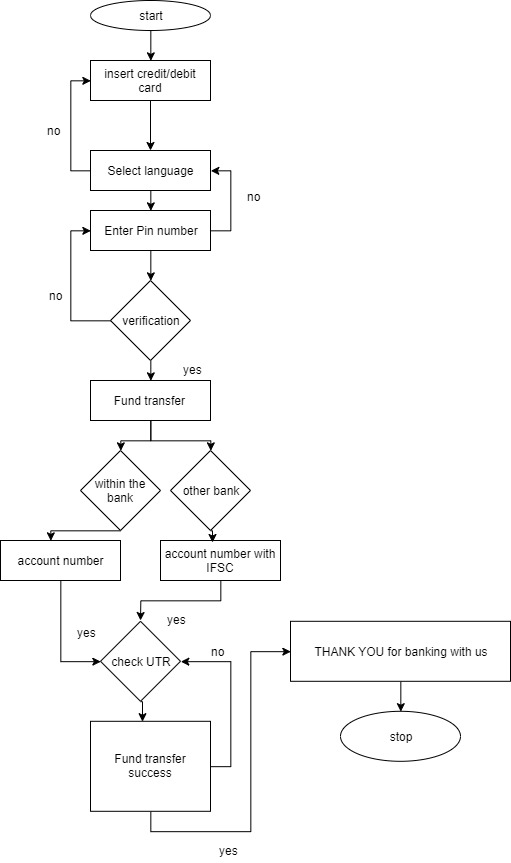 start
insert credit/debit
card
no
Select language
no
Enter Pin number
no
verification
yes
Fund transfer
within the
bank
other bank
account number
account number with
IFSC
yes
yes
check UTR
no
THANK YOU for banking with us
stop
Fund transfer
success
yes